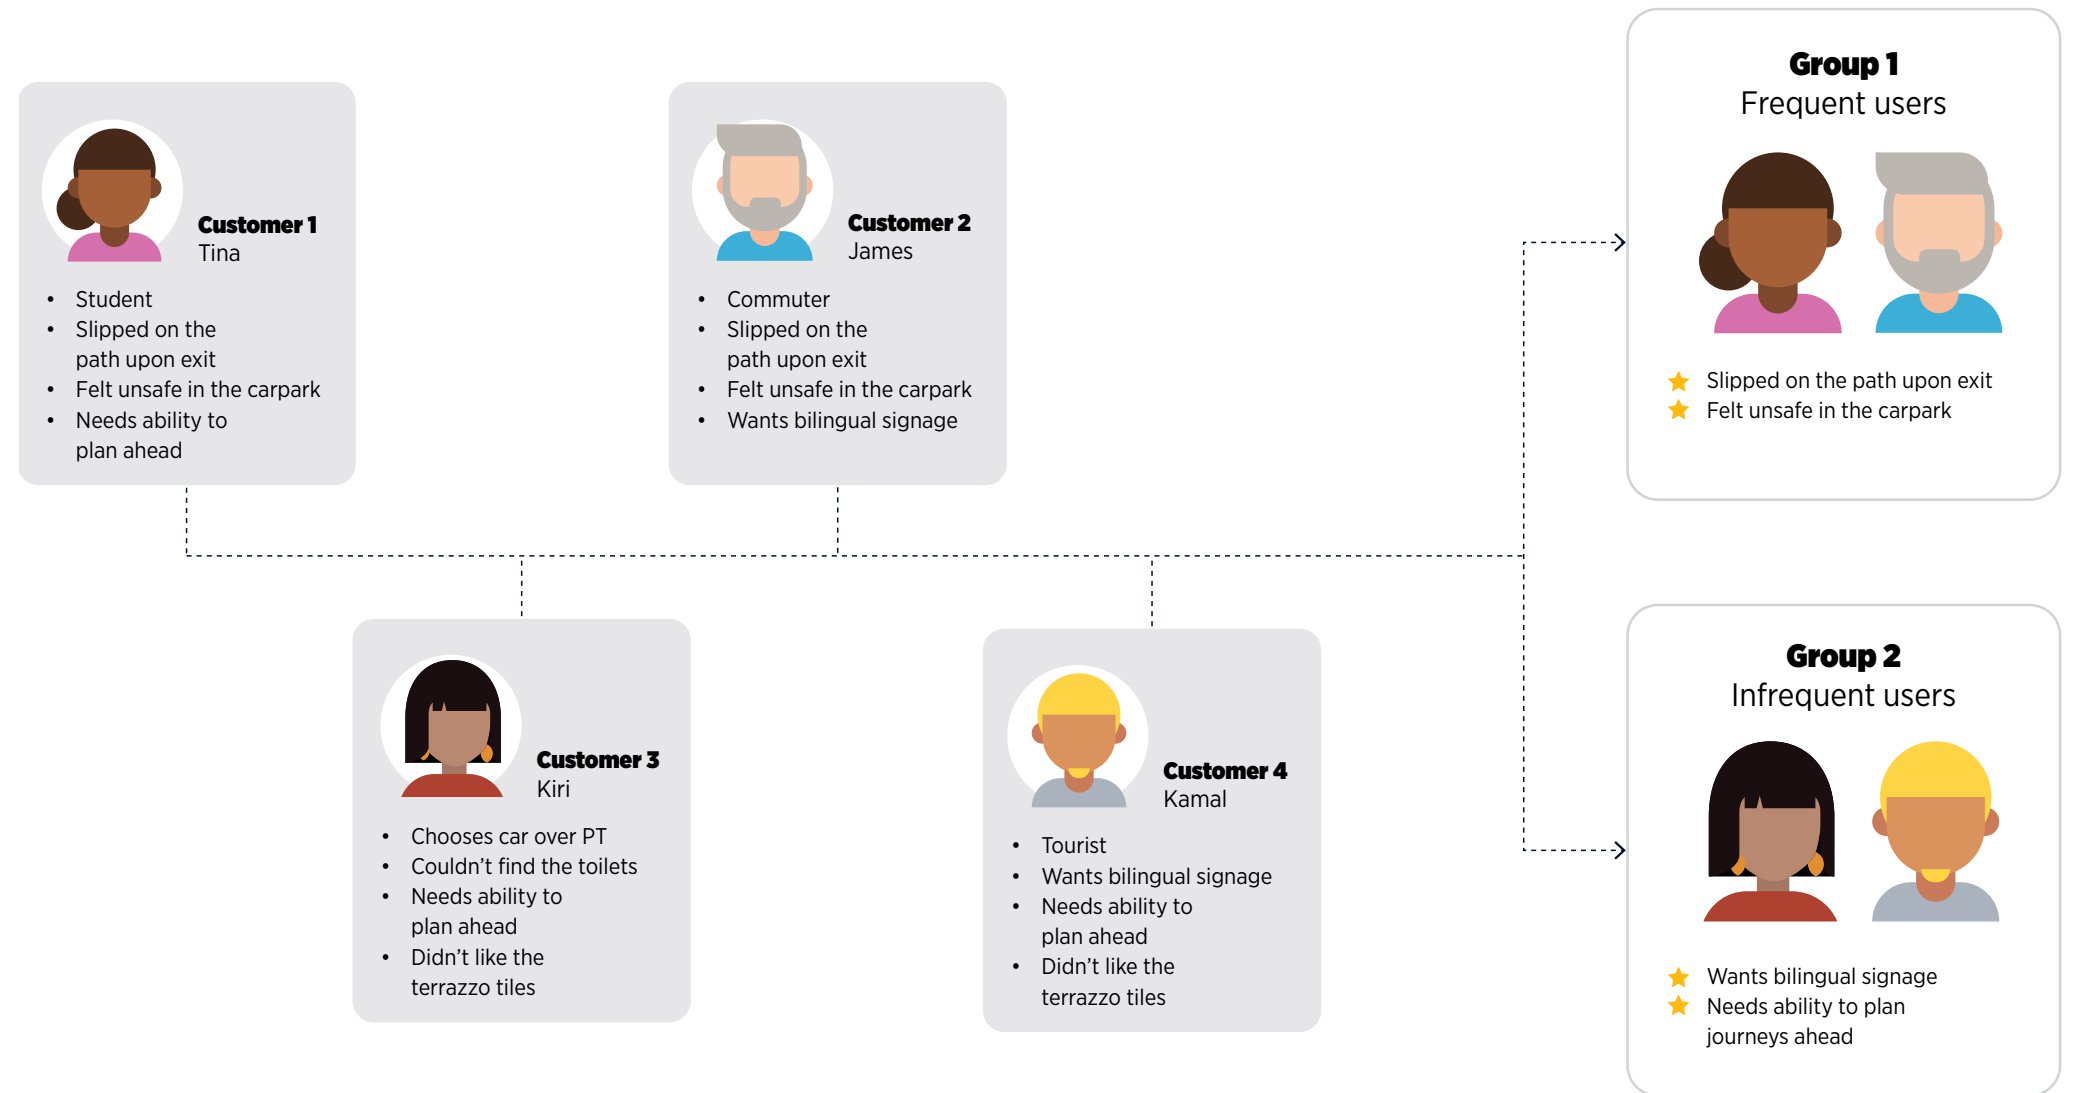 Customer 1
Tina
• Student
• Slipped on the
path upon exit
• Felt unsafe in the carpark
• Needs ability to
plan ahead
Customer 2
James
• Commuter
• Slipped on the
path upon exit
• Felt unsafe in the carpark
• Wants bilingual signage
Customer 3
Kiri
• Chooses car over PT
• Couldn’t find the toilets
• Needs ability to
plan ahead
• Didn’t like the
terrazzo tiles
Customer 4
Kamal
• Tourist
• Wants bilingual signage
• Needs ability to
plan ahead
• Didn’t like the
terrazzo tiles
Group 1
Frequent users
Slipped on the path upon exit
Felt unsafe in the carpark
Group 2
Infrequent users
Wants bilingual signage
Needs ability to plan
journeys ahead